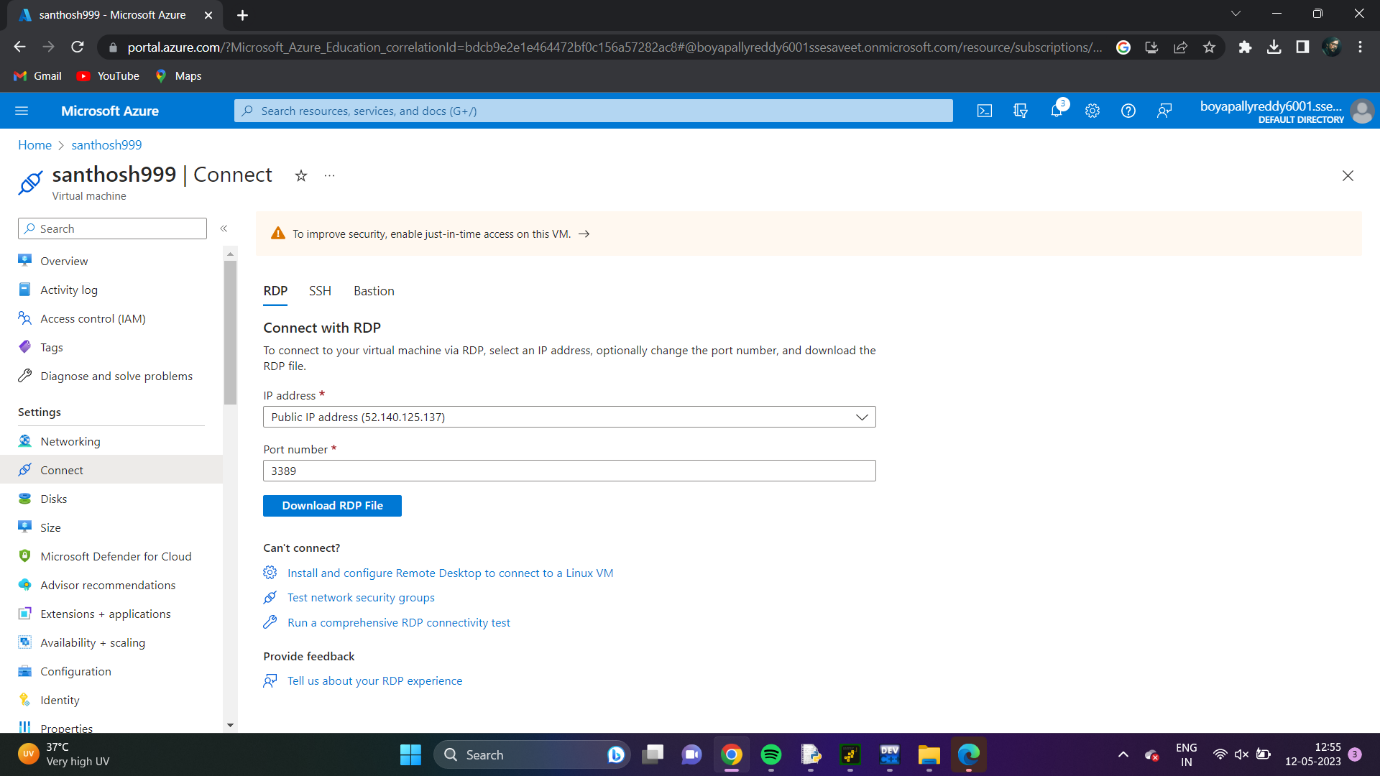 santhosh999 - Microsoft Azure
portal.azure.com/?Microsoft_Azure_Education_correlationId=bdcb9e2e1e464472bf0c156a57282ac8#@boyapallyreddy6001ssesaveet.onmicrosoft.com/resource/subscriptions/...
Gmail YouTube Maps
Microsoft Azure
Search resources, services, and docs (G+/)
3
boyapallyreddy6001.sse...
DEFAULT DIRECTORY
Home > santhosh999
santhosh999 | Connect
Virtual machine
Search
Overview
Activity log
Access control (IAM)
Tags
Diagnose and solve problems
Settings
Networking
Connect
Disks
Size
Microsoft Defender for Cloud
Advisor recommendations
Extensions + applications
Availability + scaling
Configuration
Identity
Properties
To improve security, enable just-in-time access on this VM. →
RDP SSH Bastion
Connect with RDP
To connect to your virtual machine via RDP, select an IP address, optionally change the port number, and download the
RDP file.
IP address *
Public IP address (52.140.125.137)
Port number *
3389
Download RDP File
Can't connect?
Install and configure Remote Desktop to connect to a Linux VM
Test network security groups
Run a comprehensive RDP connectivity test
Provide feedback
Tell us about your RDP experience
UV
37°C
Very high UV
Search
DEV
ENG
IN
12:55
12-05-2023
3